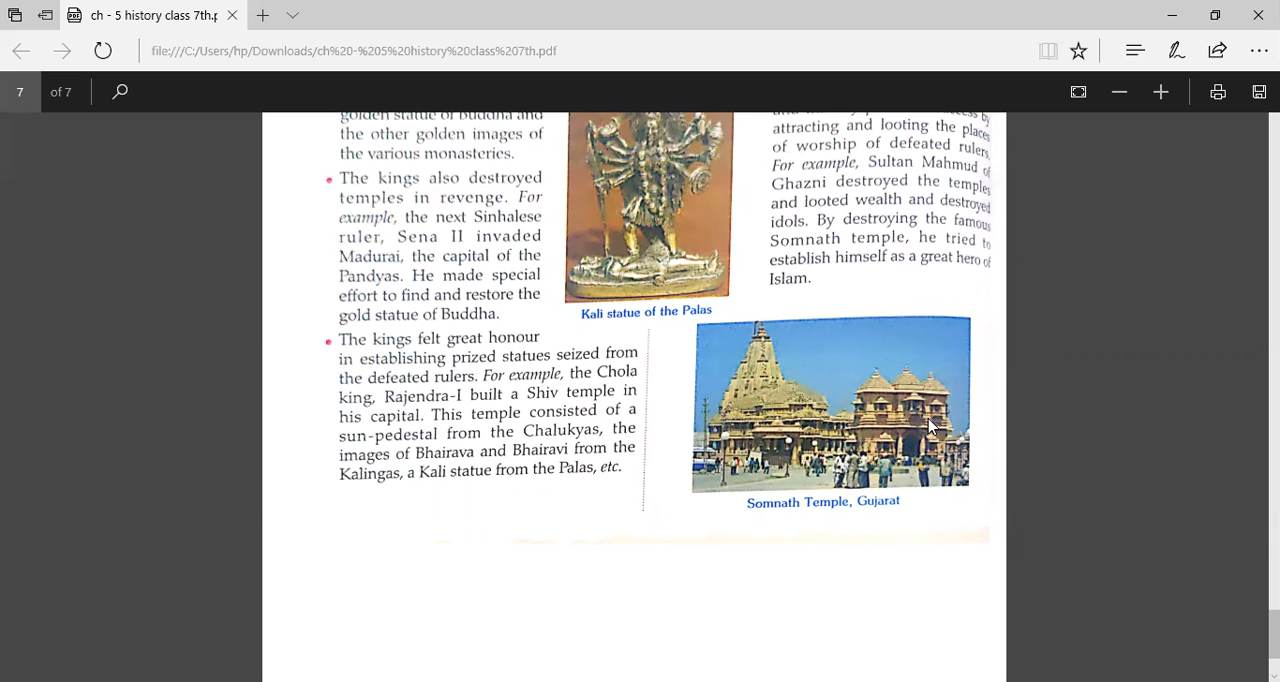 ch - 5 history class 7th.p
file:///C:/Users/hp/Downloads/ch%20-%205%20history%20class%207th.pdf
7 of 7
golden statue of Buddha and
the other golden images of
the various monasteries.
• The kings also destroyed
temples in revenge. For
example, the next Sinhalese
ruler, Sena II invaded
Madurai, the capital of the
Pandyas. He made special
effort to find and restore the
gold statue of Buddha.
• The kings felt great honour
in establishing prized statues seized from
the defeated rulers. For example, the Chola
king, Rajendra-I built a Shiv temple in
his capital. This temple consisted of a
sun-pedestal from the Chalukyas, the
images of Bhairava and Bhairavi from the
Kalingas, a Kali statue from the Palas, etc.
Kali statue of the Palas
by
attracting and looting the places
of worship of defeated rulers.
For example, Sultan Mahmud of
Ghazni destroyed the temples
and looted wealth and destroyed
idols. By destroying the famous
Somnath temple, he tried to
establish himself as a great hero of
Islam.
Somnath Temple, Gujarat